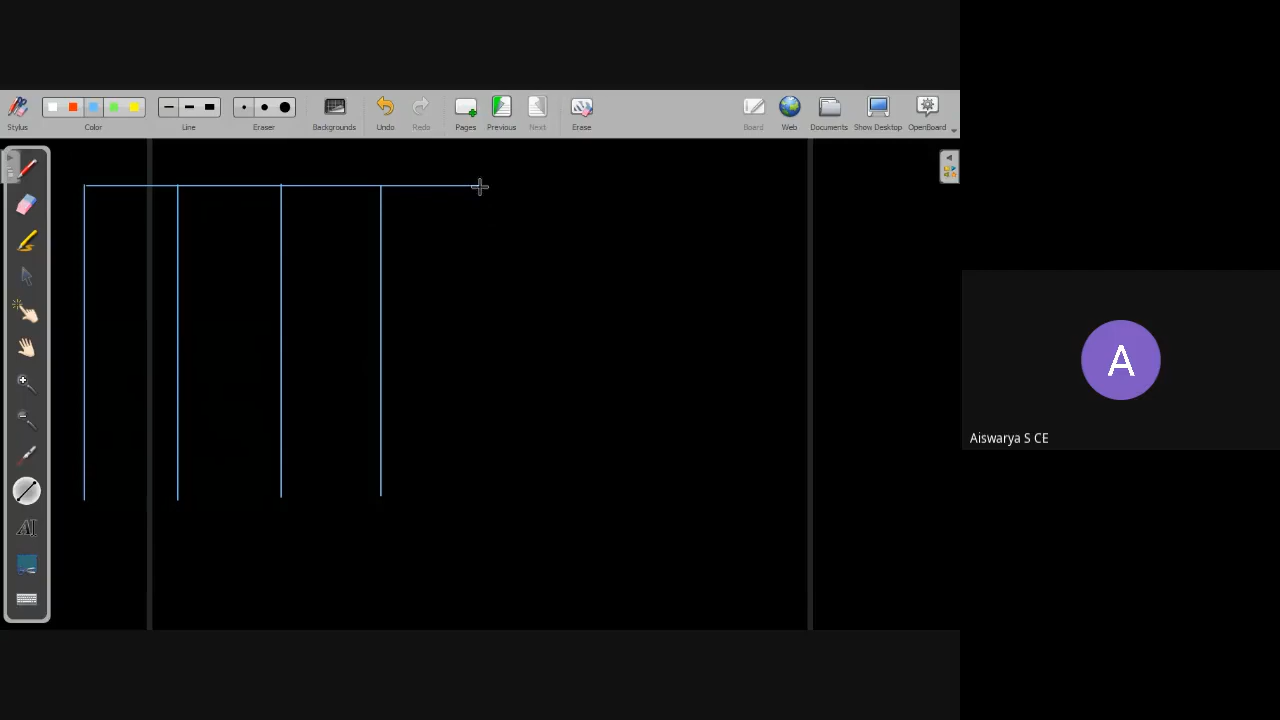 Stylus Color Line Eraser Backgrounds Undo Redo Pages Previous Next Erase Board Web Documents Show Desktop OpenBoard
AI
A
Aiswarya S CE